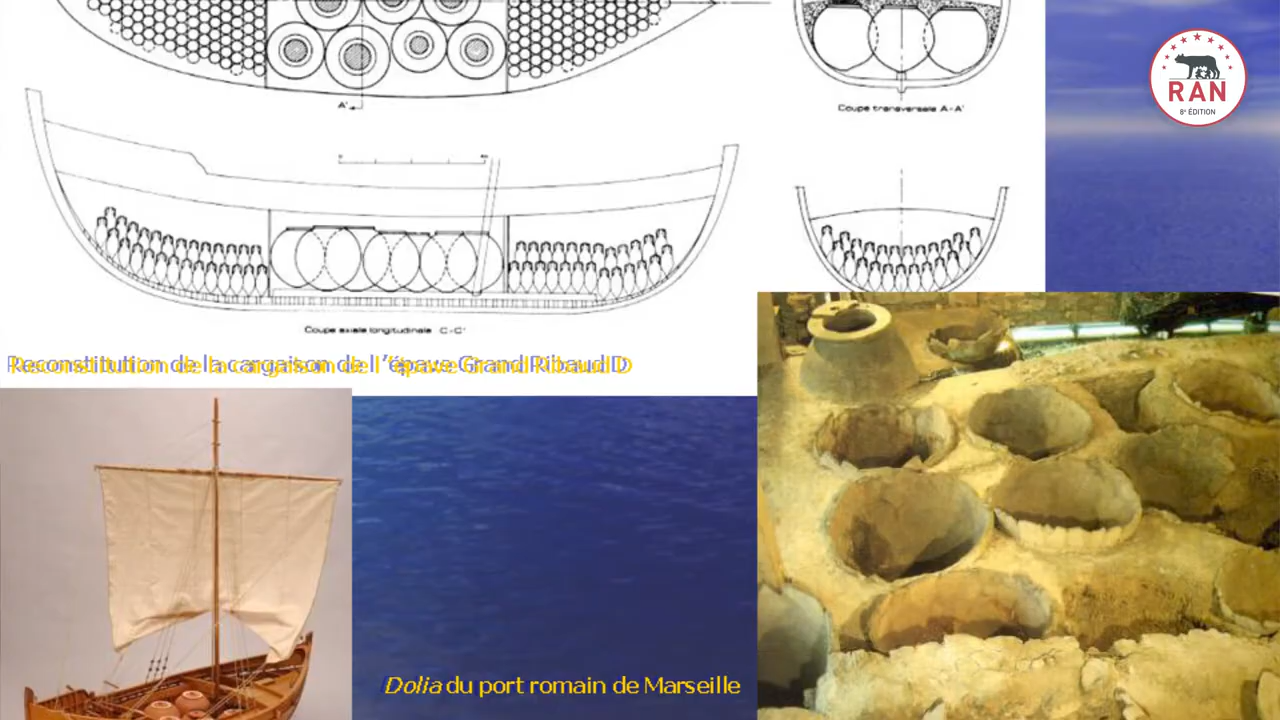 A'
Coupe transversale A-A'
RAN
8ᵉ ÉDITION
Coupe axiale longitudinale C-C'
Reconstitution de la cargaison de l'épave Grand Ribaud D
Dolia du port romain de Marseille